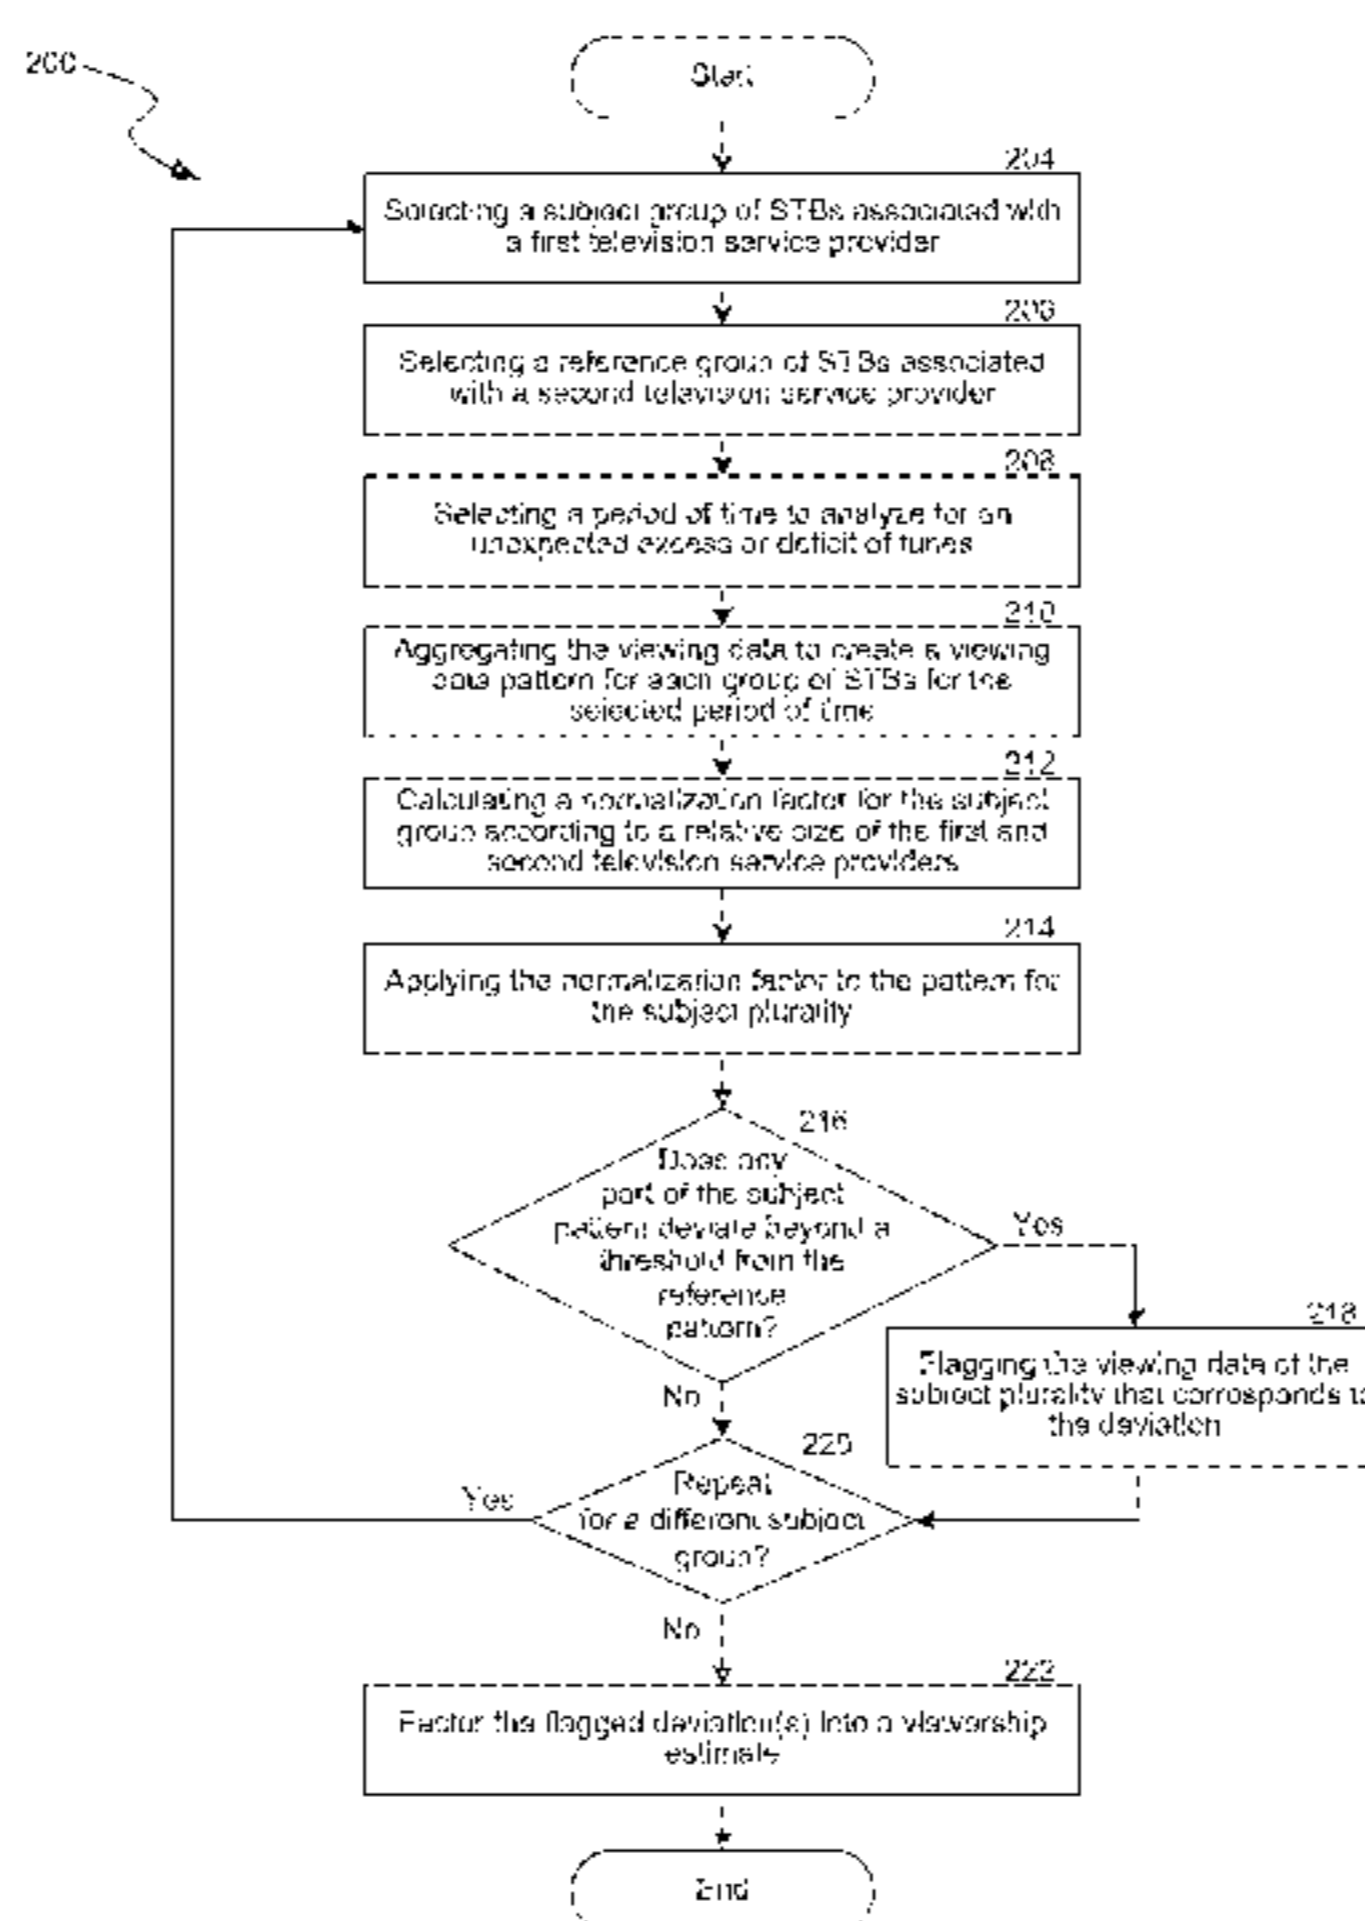 200
Start
204
Selecting a subject group of STBs associated with
a first television service provider
206
Selecting a reference group of STBs associated
with a second television service provider
208
Selecting a period of time to analyze for an
unexpected excess or deficit of tunes
210
Aggregating the viewing data to create a viewing
data pattern for each group of STBs for the
selected period of time
212
Calculating a normalization factor for the subject
group according to a relative size of the first and
second television service providers
214
Applying the normalization factor to the pattern for
the subject plurality
216
Does any
part of the subject
pattern deviate beyond a
threshold from the
reference
pattern?
Yes
218
Flagging the viewing data of the
subject plurality that corresponds to
the deviation
No
220
Repeat
for a different subject
group?
Yes
No
222
Factor the flagged deviation(s) into a viewership
estimate
End